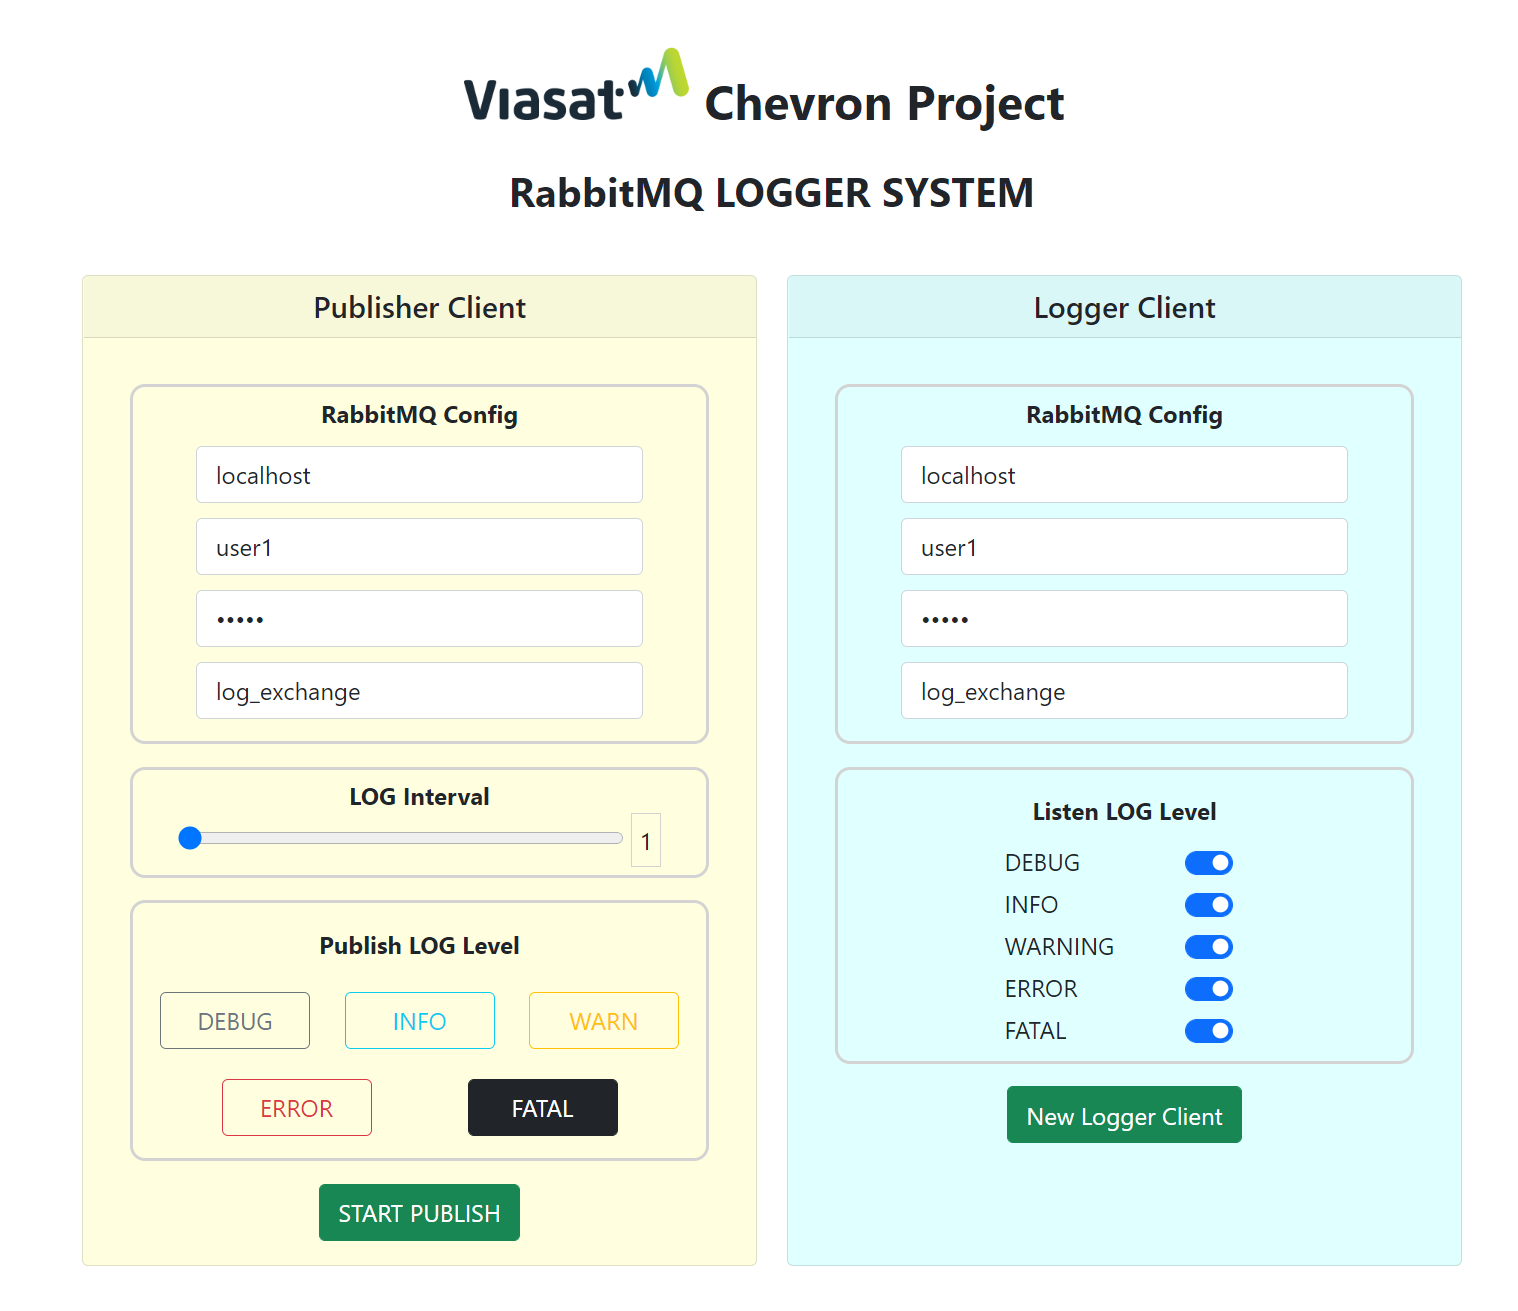 Viasat Chevron Project
RabbitMQ LOGGER SYSTEM
Publisher Client
RabbitMQ Config
localhost
user1
•••••
log_exchange
LOG Interval
1
Publish LOG Level
DEBUG INFO WARN
ERROR FATAL
START PUBLISH
Logger Client
RabbitMQ Config
localhost
user1
•••••
log_exchange
Listen LOG Level
DEBUG
INFO
WARNING
ERROR
FATAL
New Logger Client